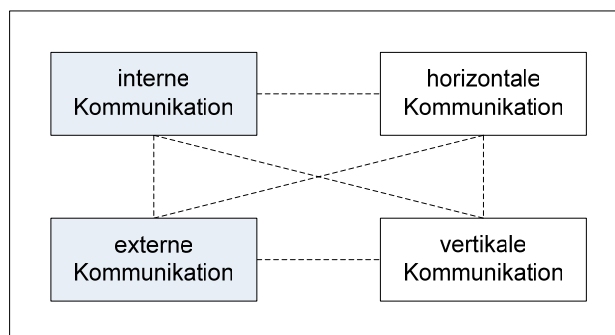 interne
Kommunikation
horizontale
Kommunikation
externe
Kommunikation
vertikale
Kommunikation